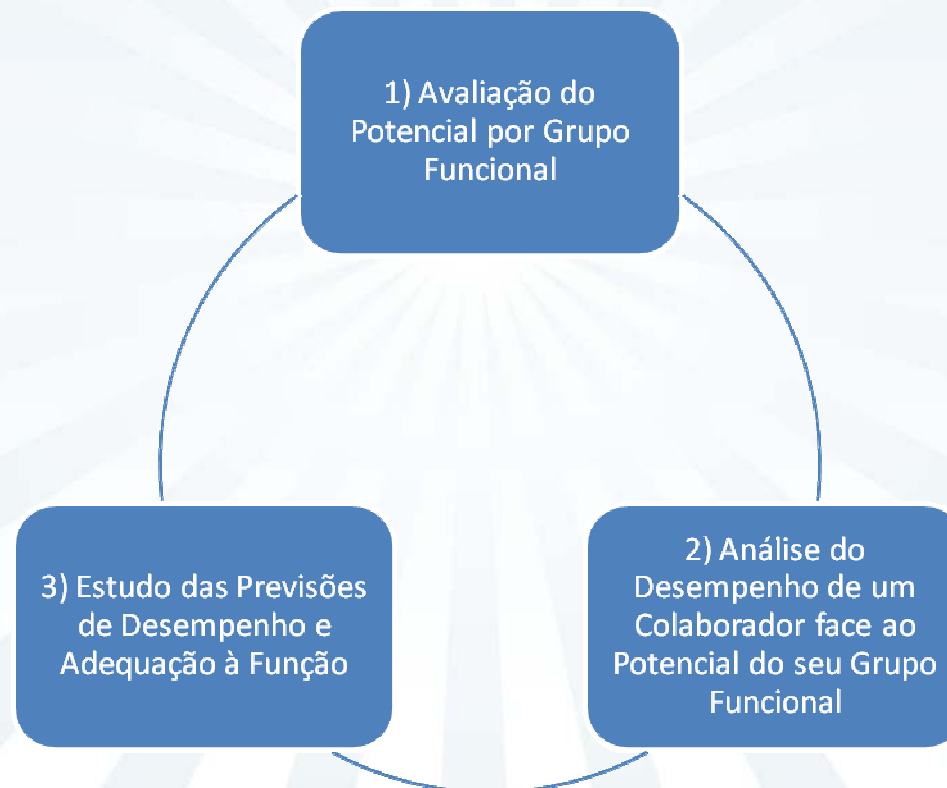 1) Avaliação do
Potencial por Grupo
Funcional
2) Análise do
Desempenho de um
Colaborador face ao
Potencial do seu Grupo
Funcional
3) Estudo das Previsões
de Desempenho e
Adequação à Função